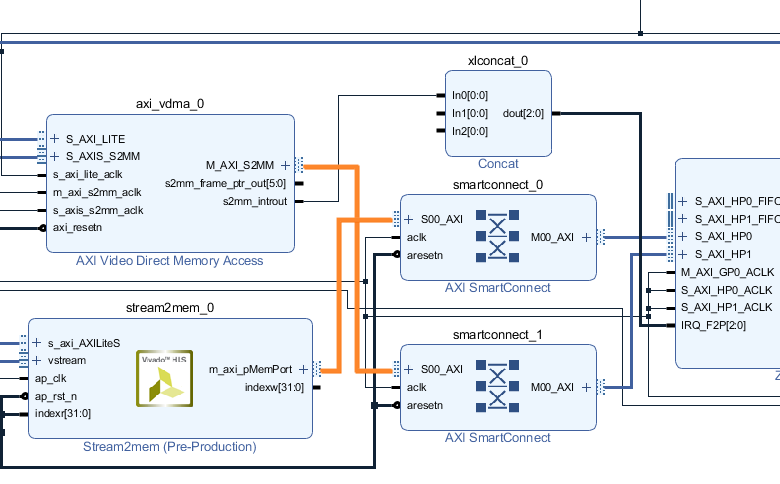 xlconcat_0
In0[0:0]
In1[0:0]
In2[0:0]
dout[2:0]
Concat
axi_vdma_0
S_AXI_LITE
S_AXIS_S2MM
s_axi_lite_aclk
m_axi_s2mm_aclk
s_axis_s2mm_aclk
axi_resetn
M_AXI_S2MM
s2mm_frame_ptr_out[5:0]
s2mm_introut
AXI Video Direct Memory Access
smartconnect_0
S00_AXI
aclk
aresetn
M00_AXI
AXI SmartConnect
S_AXI_HP0_FIFO
S_AXI_HP1_FIFO
S_AXI_HP0
S_AXI_HP1
M_AXI_GP0_ACLK
S_AXI_HP0_ACLK
S_AXI_HP1_ACLK
IRQ_F2P[2:0]
Z
stream2mem_0
s_axi_AXILiteS
vstream
ap_clk
ap_rst_n
indexr[31:0]
Vivado™ HLS
m_axi_pMemPort
indexw[31:0]
Stream2mem (Pre-Production)
smartconnect_1
S00_AXI
aclk
aresetn
M00_AXI
AXI SmartConnect